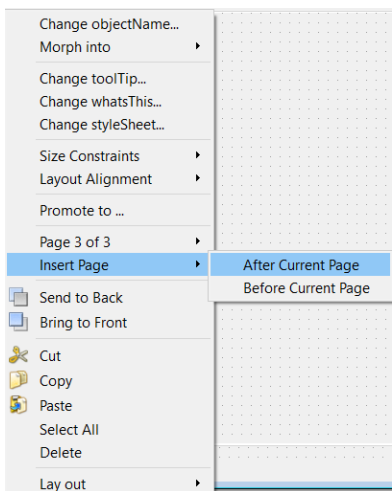 Change objectName...
Morph into
Change toolTip...
Change whatsThis...
Change styleSheet...
Size Constraints
Layout Alignment
Promote to ...
Page 3 of 3
Insert Page
After Current Page
Before Current Page
Send to Back
Bring to Front
Cut
Copy
Paste
Select All
Delete
Lay out